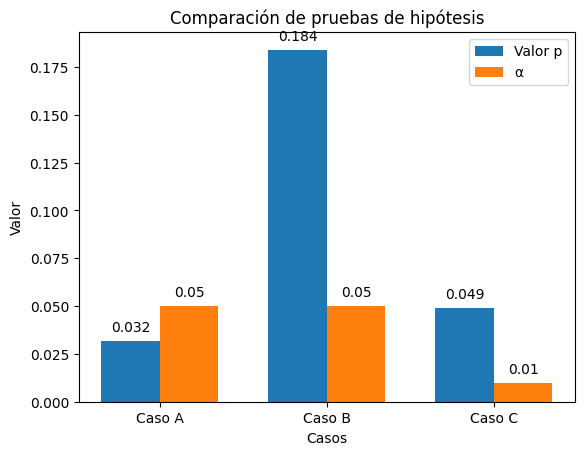 Comparación de pruebas de hipótesis
Valor p
α
0.184
0.032
0.05
0.05
0.049
0.01
Valor
0.175
0.150
0.125
0.100
0.075
0.050
0.025
0.000
Caso A
Caso B
Caso C
Casos